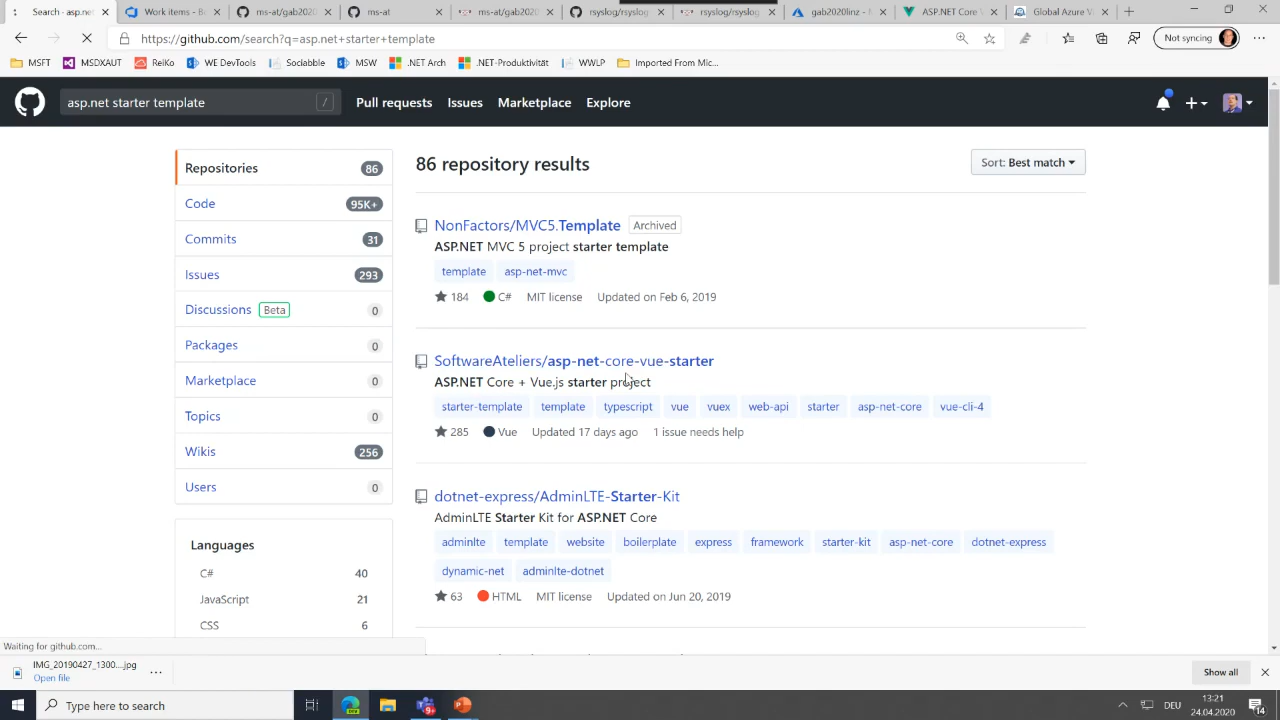 Search - asp.ne
Work items - Bo
ms-at/gab2020
ms-at
ms-at/gab2020
rsyslog/rsyslog
rsyslog/rsyslog
gab2020linz - M
ASP.NET Core V
Global Azure Vi
https://github.com/search?q=asp.net+starter+template
Not syncing
MSFT
MSDXAUT
ReiKo
WE DevTools
Sociabble
MSW
.NET Arch
.NET-Produktivität
WWLP
Imported From Mic...
asp.net starter template
/
Pull requests
Issues
Marketplace
Explore
Repositories 86
Code 95K+
Commits 31
Issues 293
Discussions Beta 0
Packages 0
Marketplace 0
Topics 0
Wikis 256
Users 0
Languages
C# 40
JavaScript 21
CSS 6
86 repository results
Sort: Best match
NonFactors/MVC5.Template Archived
ASP.NET MVC 5 project starter template
template asp-net-mvc
184 C# MIT license Updated on Feb 6, 2019
SoftwareAteliers/asp-net-core-vue-starter
ASP.NET Core + Vue.js starter project
starter-template template typescript vue vuex web-api starter asp-net-core vue-cli-4
285 Vue Updated 17 days ago 1 issue needs help
dotnet-express/AdminLTE-Starter-Kit
AdminLTE Starter Kit for ASP.NET Core
adminlte template website boilerplate express framework starter-kit asp-net-core dotnet-express
dynamic-net adminlte-dotnet
63 HTML MIT license Updated on Jun 20, 2019
Waiting for github.com...
IMG_20190427_1300....jpg
Open file
Show all
Type here to search
DEU
13:21
24.04.2020
14